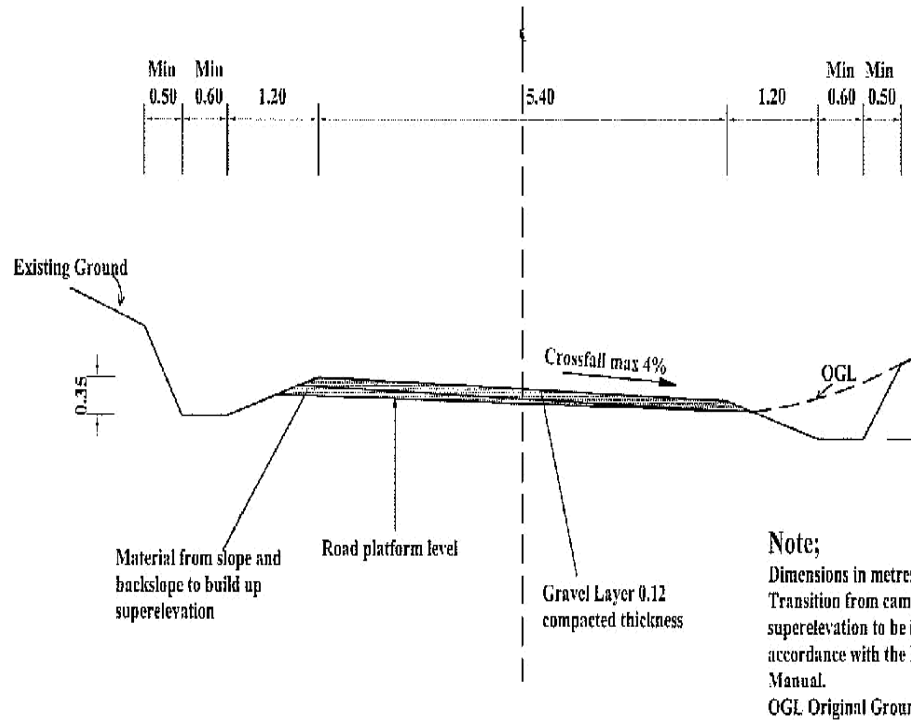 Min Min Min Min
0.50 0.60 1.20 5.40 1.20 0.60 0.50
Existing Ground
Crossfall max 4%
OGL
0.35
Material from slope and
backslope to build up
superelevation
Road platform level
Gravel Layer 0.12
compacted thickness
Note;
Dimensions in metre
Transition from cam
superelevation to be i
accordance with the
Manual.
OGL Original Groun